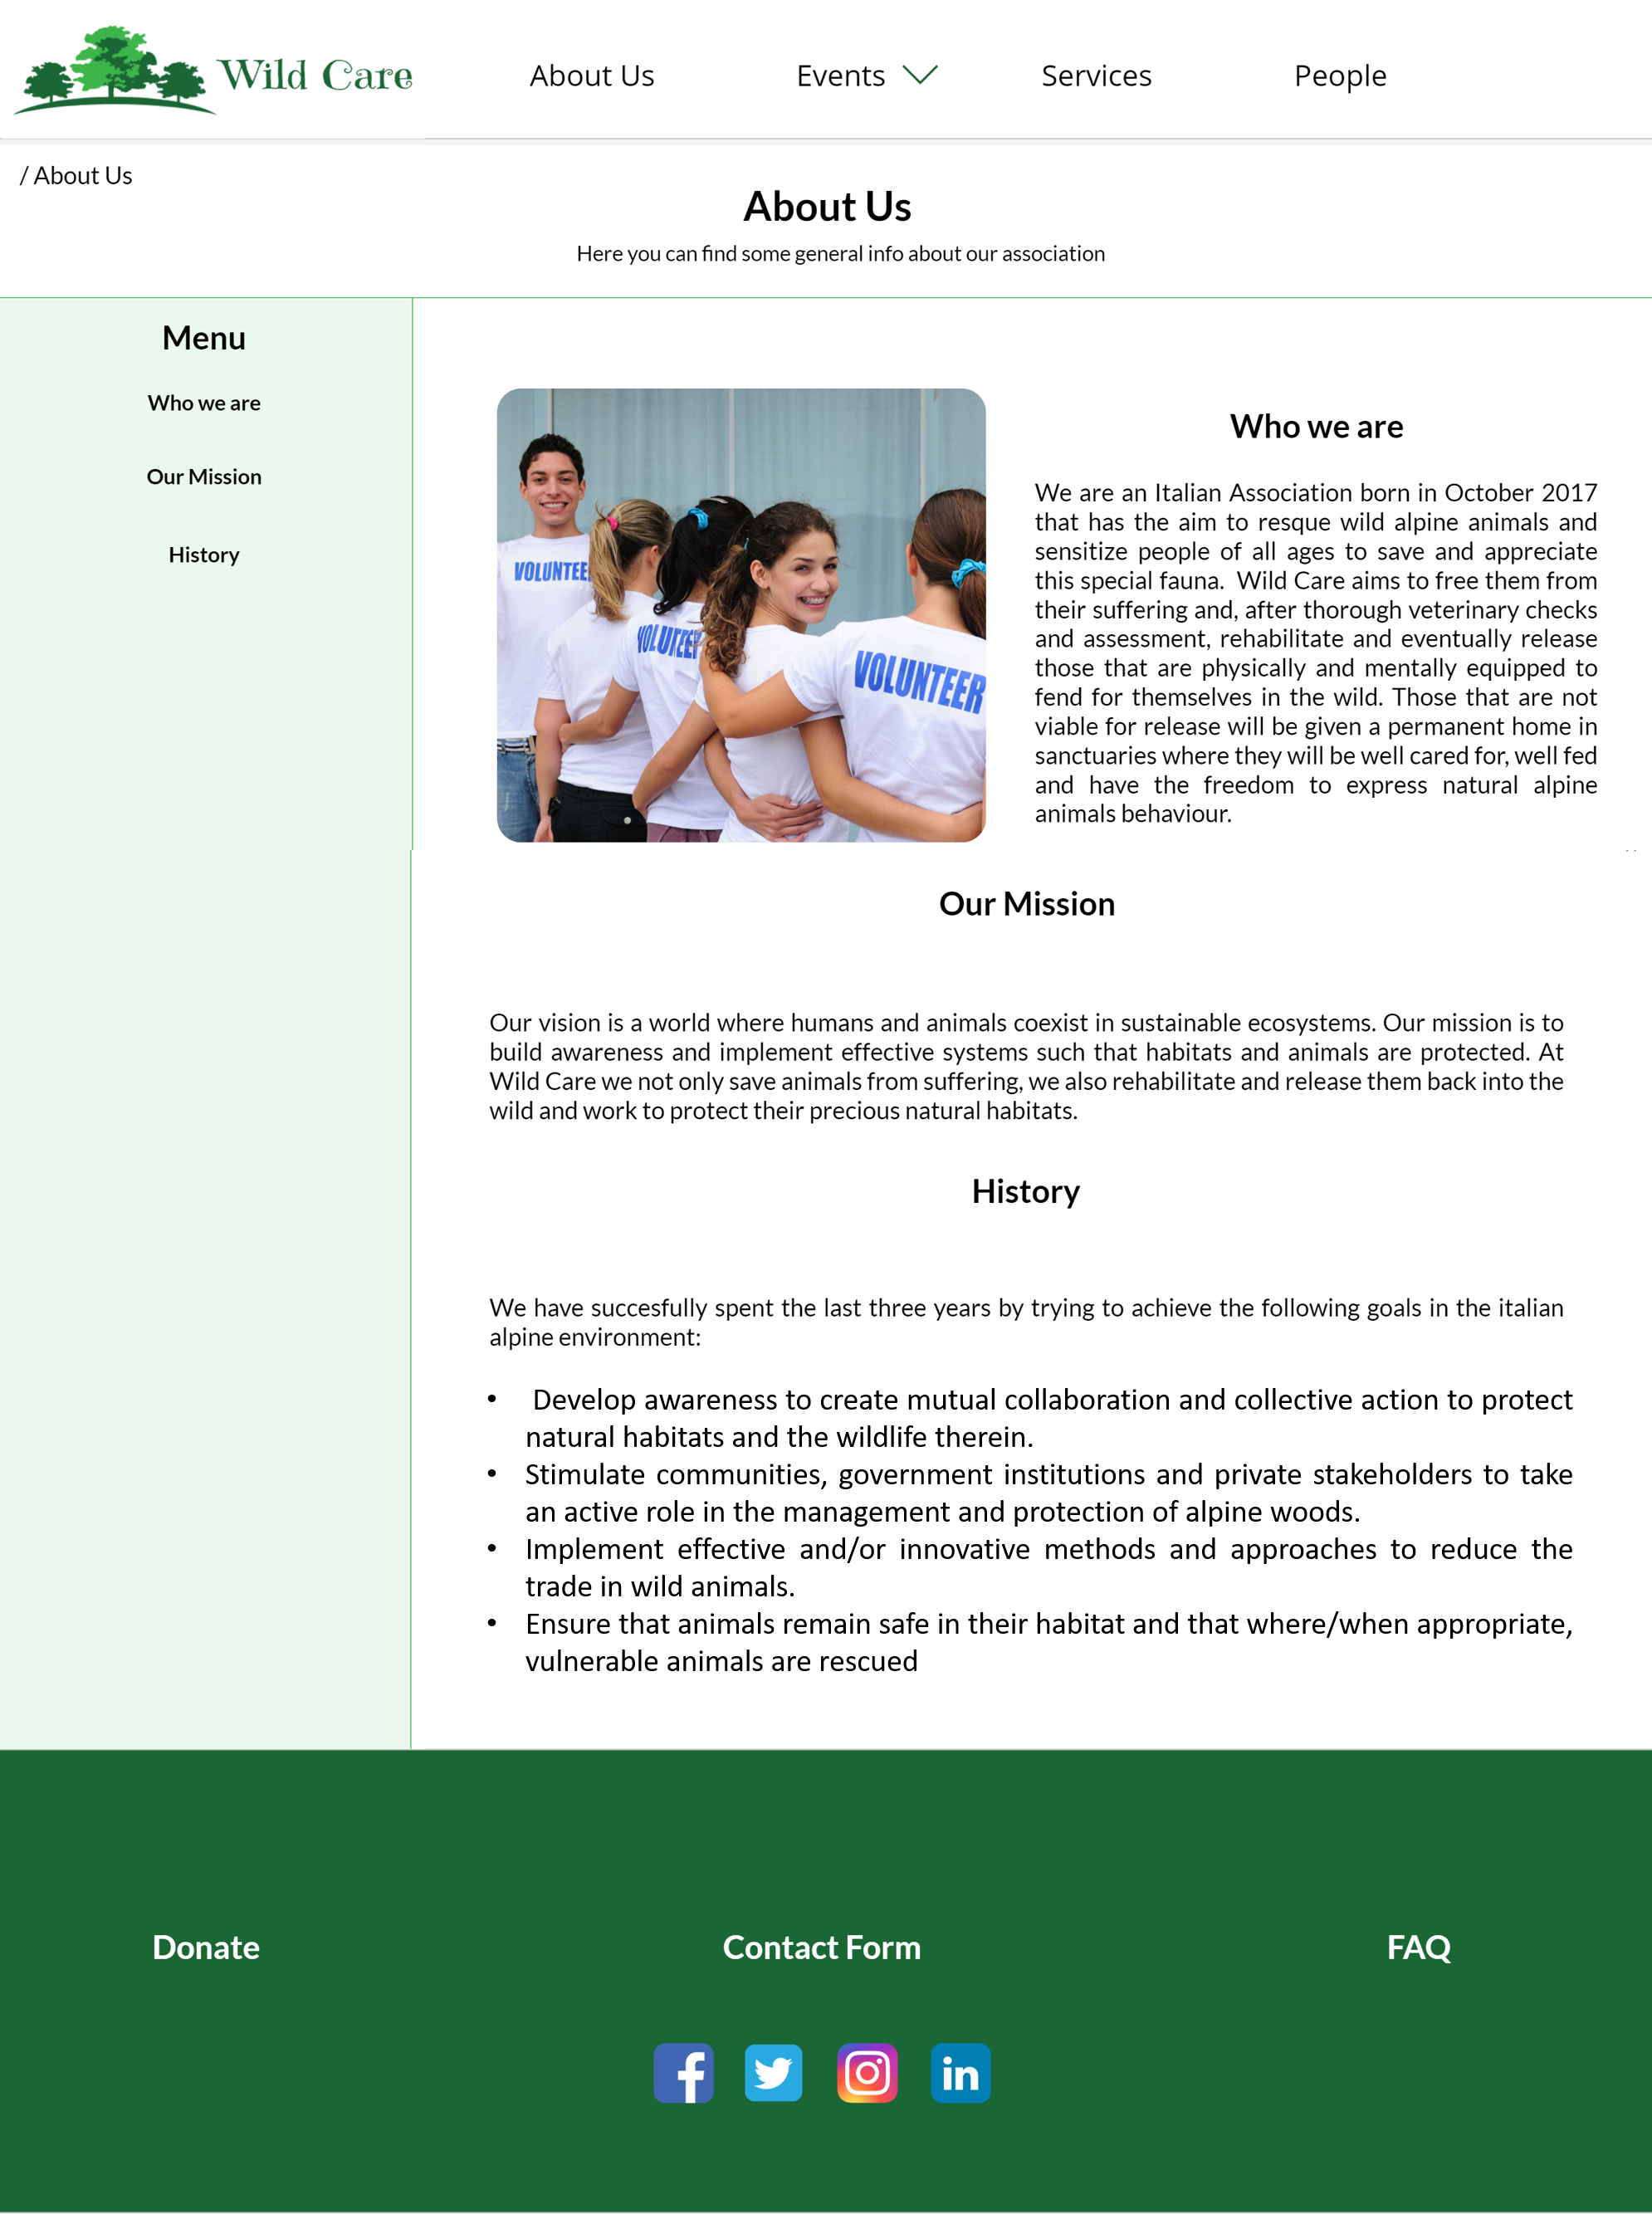 Wild Care
About Us
Events
Services
People
/ About Us
About Us
Here you can find some general info about our association
Menu
Who we are
Our Mission
History
VOLUNTEE
VOLUNTEER
VOLUNTEER
Who we are
We are an Italian Association born in October 2017
that has the aim to resque wild alpine animals and
sensitize people of all ages to save and appreciate
this special fauna.  Wild Care aims to free them from
their suffering and, after thorough veterinary checks
and assessment, rehabilitate and eventually release
those that are physically and mentally equipped to
fend for themselves in the wild. Those that are not
viable for release will be given a permanent home in
sanctuaries where they will be well cared for, well fed
and have the freedom to express natural alpine
animals behaviour.
Our Mission
Our vision is a world where humans and animals coexist in sustainable ecosystems. Our mission is to
build awareness and implement effective systems such that habitats and animals are protected. At
Wild Care we not only save animals from suffering, we also rehabilitate and release them back into the
wild and work to protect their precious natural habitats.
History
We have succesfully spent the last three years by trying to achieve the following goals in the italian
alpine environment:
• Develop awareness to create mutual collaboration and collective action to protect
natural habitats and the wildlife therein.
• Stimulate communities, government institutions and private stakeholders to take
an active role in the management and protection of alpine woods.
• Implement effective and/or innovative methods and approaches to reduce the
trade in wild animals.
• Ensure that animals remain safe in their habitat and that where/when appropriate,
vulnerable animals are rescued
Donate
Contact Form
FAQ
f
in